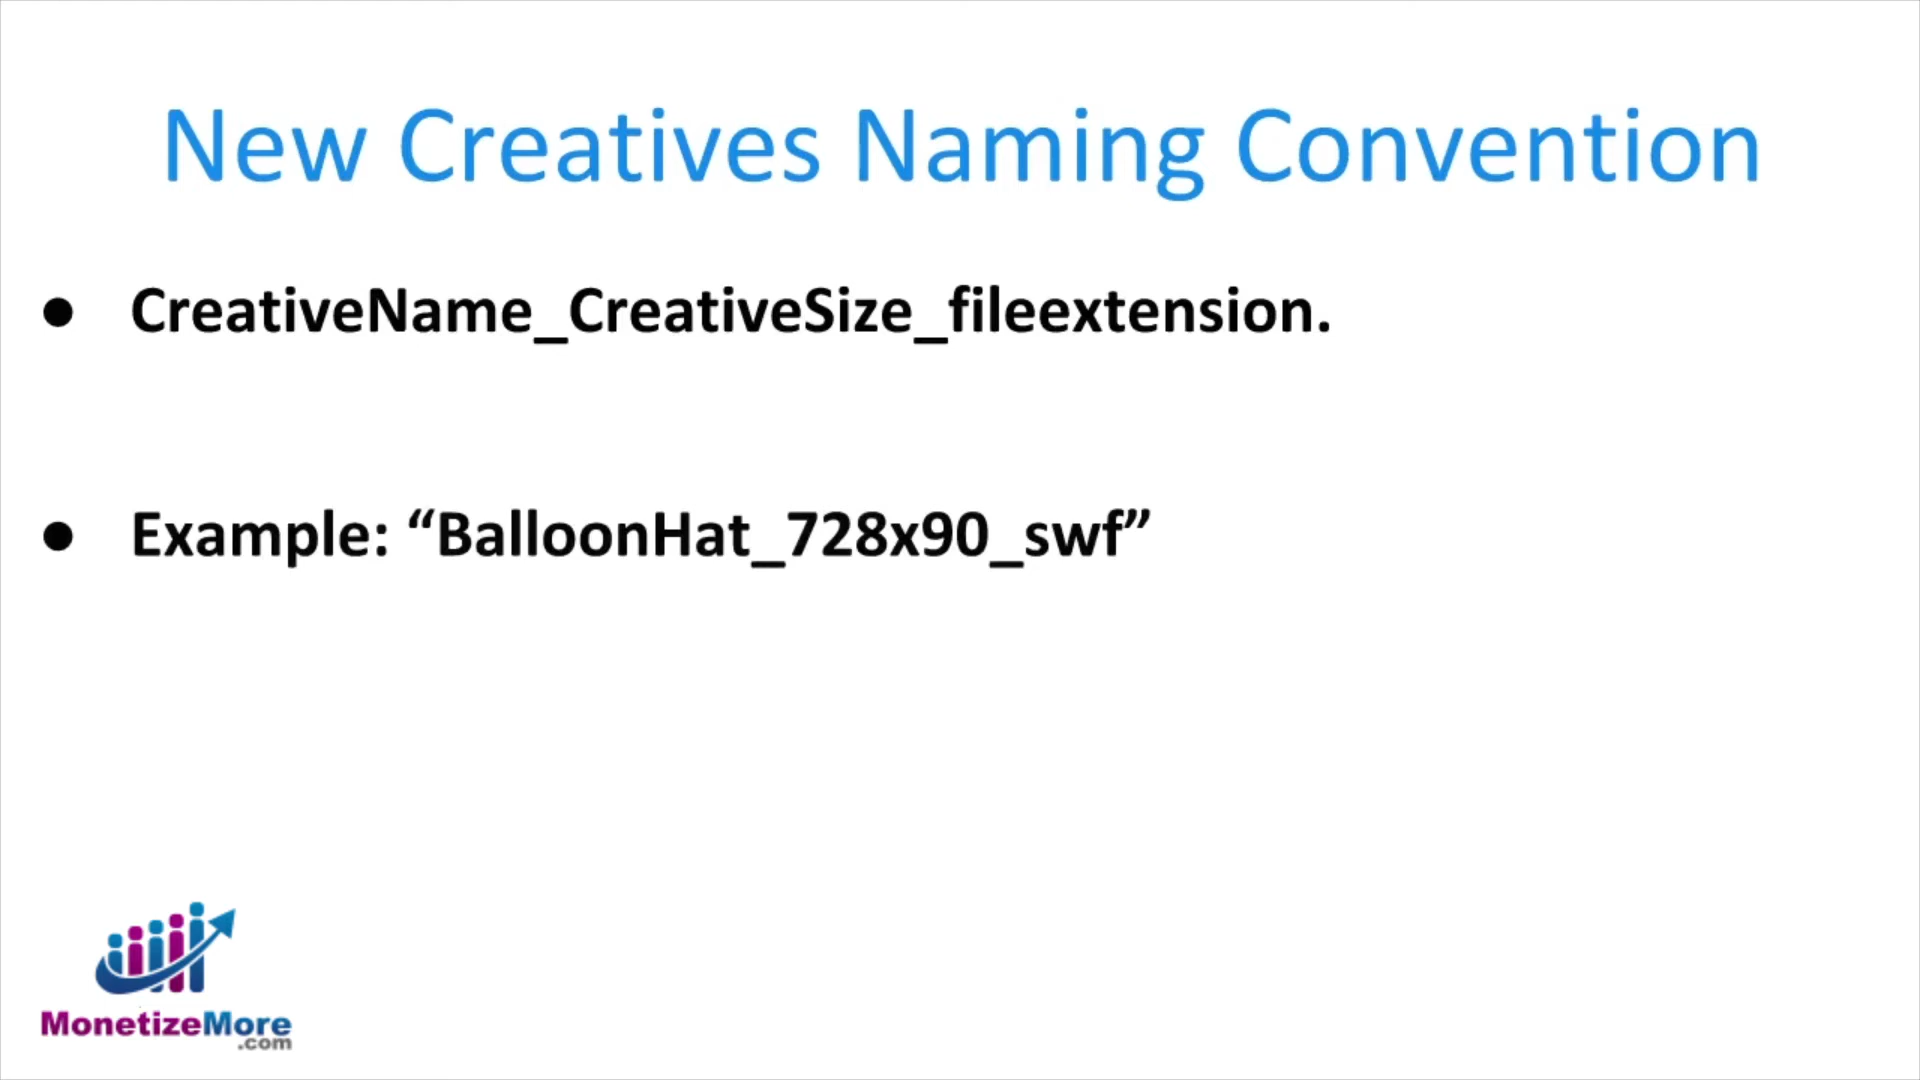 New Creatives Naming Convention
● CreativeName_CreativeSize_fileextension.
● Example: “BalloonHat_728x90_swf”
MonetizeMore
.com